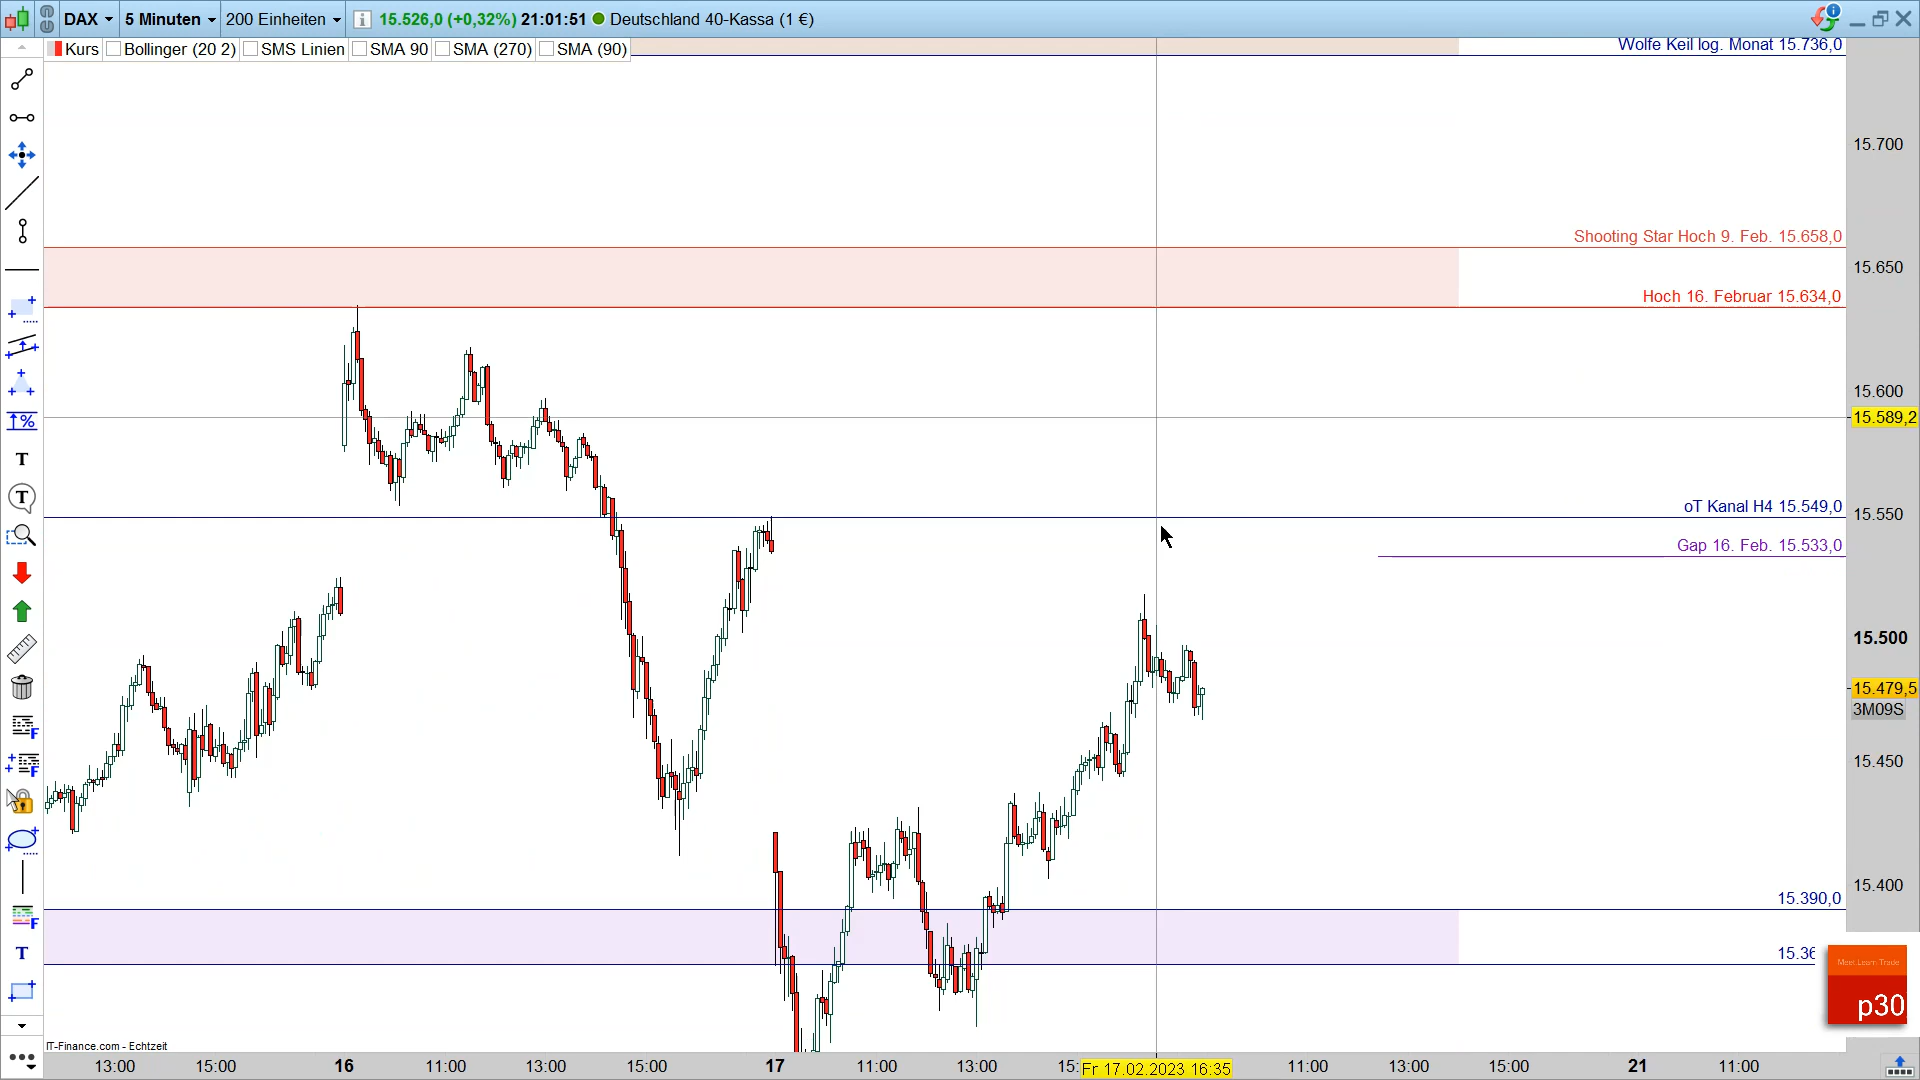 DAX 5 Minuten 200 Einheiten 15.526,0 (+0,32%) 21:01:51 Deutschland 40-Kassa (1 €)
Kurs Bollinger (20 2) SMS Linien SMA 90 SMA (270) SMA (90)
Wolfe Keil log. Monat 15.736,0
15.700
Shooting Star Hoch 9. Feb. 15.658,0
15.650
Hoch 16. Februar 15.634,0
15.600
15.589,2
oT Kanal H4 15.549,0
15.550
Gap 16. Feb. 15.533,0
15.500
15.479,5
3M09S
15.450
15.400
15.390,0
15.36
Meet Learn Trade
p30
IT-Finance.com - Echtzeit
13:00 15:00 16 11:00 13:00 15:00 17 11:00 13:00 15: Fr 17.02.2023 16:35 11:00 13:00 15:00 21 11:00